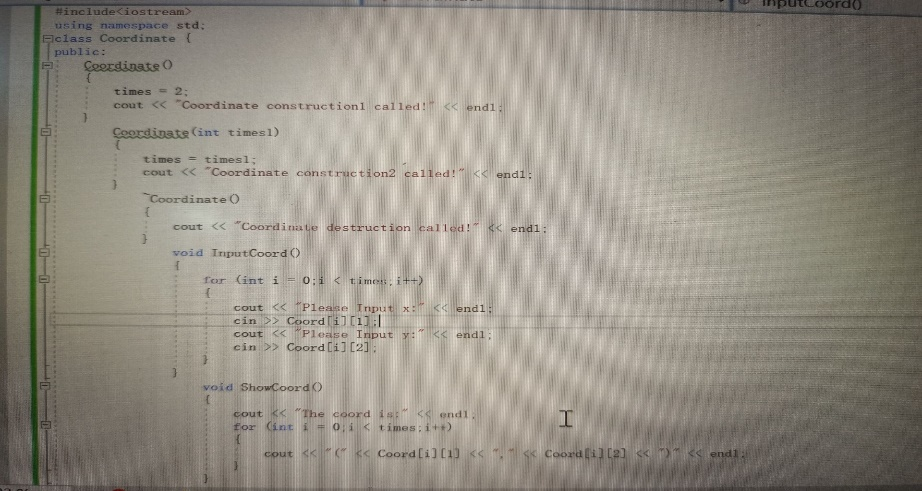 InputCoord()
#include<iostream>
using namespace std;
class Coordinate {
public:
Coordinate()
{
times = 2;
cout << "Coordinate construction1 called!" << endl;
}
Coordinate(int times1)
{
times = times1;
cout << "Coordinate construction2 called!" << endl;
}
~Coordinate()
{
cout << "Coordinate destruction called!" << endl;
}
void InputCoord()
{
for (int i = 0;i < times;i++)
{
cout << "Please Input x:" << endl;
cin >> Coord[i][1];
cout << "Please Input y:" << endl;
cin >> Coord[i][2];
}
}
void ShowCoord()
{
cout << "The coord is:" << endl;
for (int i = 0;i < times;i++)
{
cout << "(" << Coord[i][1] << "," << Coord[i][2] << ")" << endl;
}
}